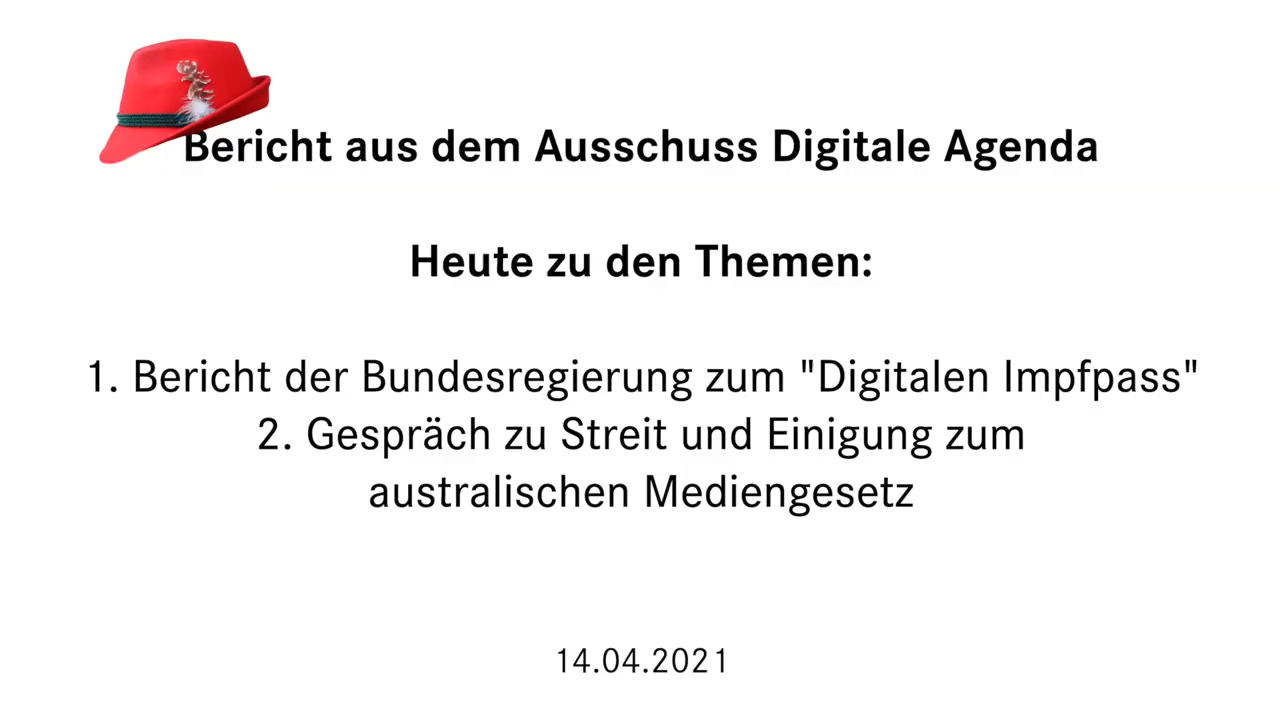 Bericht aus dem Ausschuss Digitale Agenda
Heute zu den Themen:
1. Bericht der Bundesregierung zum "Digitalen Impfpass"
2. Gespräch zu Streit und Einigung zum
australischen Mediengesetz
14.04.2021